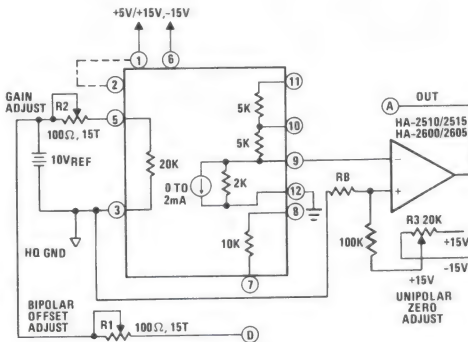 +5V/+15V,-15V
1
6
2
11
GAIN
ADJUST
R2
5
100Ω, 15T
5K
10
5K
A
OUT
HA-2510/2515
HA-2600/2605
10VREF
20K
9
−
0 TO
2mA
2K
12
RB
+
3
8
10K
100K
R3 20K
+15V
-15V
+15V
HQ GND
7
UNIPOLAR
ZERO
ADJUST
BIPOLAR
OFFSET
ADJUST
R1
100Ω, 15T
D